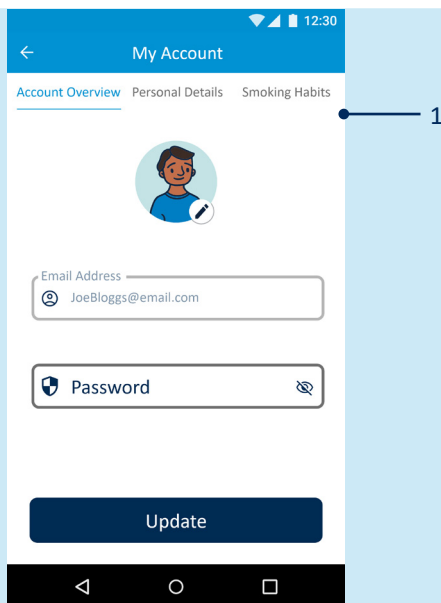 12:30
My Account
Account Overview Personal Details Smoking Habits
1
Email Address
JoeBloggs@email.com
Password
Update